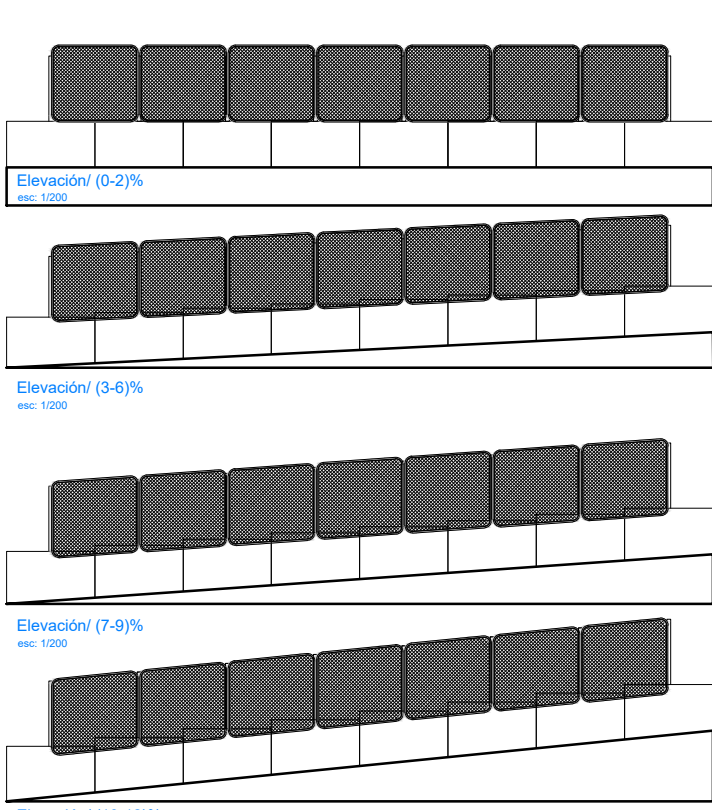 Elevación/ (0-2)%
esc: 1/200
Elevación/ (3-6)%
esc: 1/200
Elevación/ (7-9)%
esc: 1/200